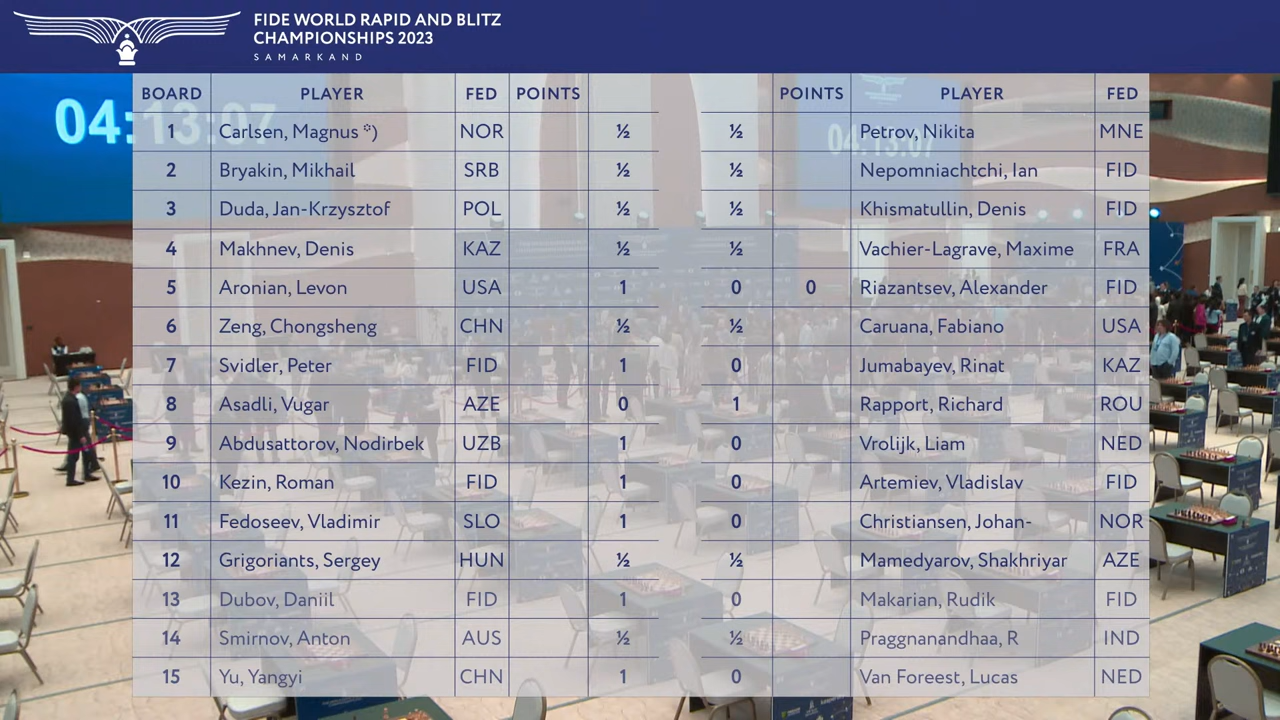 FIDE WORLD RAPID AND BLITZ
CHAMPIONSHIPS 2023
SAMARKAND
04:13:07
04:13:07
BOARD PLAYER FED POINTS POINTS PLAYER FED
1 Carlsen, Magnus *) NOR ½ ½ Petrov, Nikita MNE
2 Bryakin, Mikhail SRB ½ ½ Nepomniachtchi, Ian FID
3 Duda, Jan-Krzysztof POL ½ ½ Khismatullin, Denis FID
4 Makhnev, Denis KAZ ½ ½ Vachier-Lagrave, Maxime FRA
5 Aronian, Levon USA 1 0 0 Riazantsev, Alexander FID
6 Zeng, Chongsheng CHN ½ ½ Caruana, Fabiano USA
7 Svidler, Peter FID 1 0 Jumabayev, Rinat KAZ
8 Asadli, Vugar AZE 0 1 Rapport, Richard ROU
9 Abdusattorov, Nodirbek UZB 1 0 Vrolijk, Liam NED
10 Kezin, Roman FID 1 0 Artemiev, Vladislav FID
11 Fedoseev, Vladimir SLO 1 0 Christiansen, Johan- NOR
12 Grigoriants, Sergey HUN ½ ½ Mamedyarov, Shakhriyar AZE
13 Dubov, Daniil FID 1 0 Makarian, Rudik FID
14 Smirnov, Anton AUS ½ ½ Praggnanandhaa, R IND
15 Yu, Yangyi CHN 1 0 Van Foreest, Lucas NED